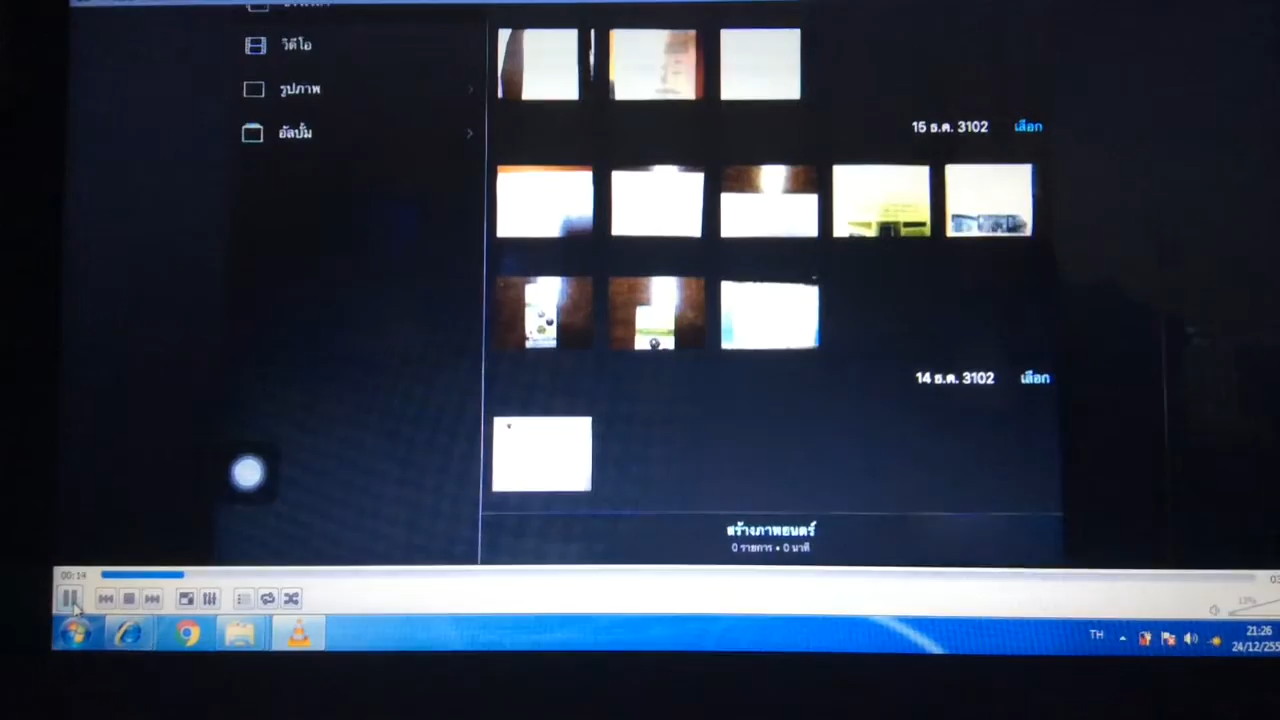 วิดีโอ
รูปภาพ
อัลบั้ม
15 ธ.ค. 3102 เลือก
14 ธ.ค. 3102 เลือก
สร้างภาพยนตร์
0 รายการ • 0 นาที
00:14
13%
TH
21:26
24/12/255